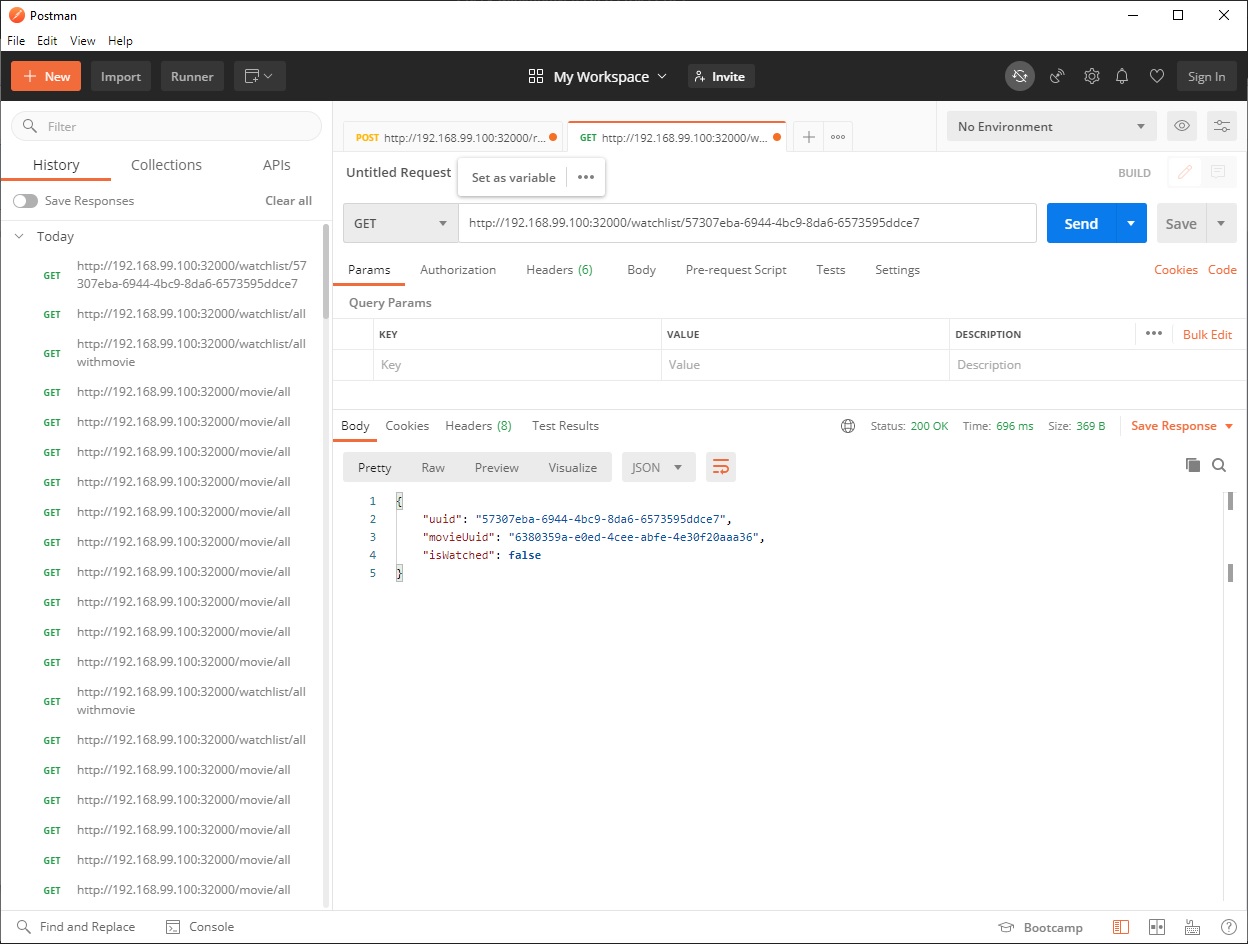 Postman
File Edit View Help
New Import Runner My Workspace Invite Sign In
Filter
History Collections APIs
Save Responses Clear all
Today
GET http://192.168.99.100:32000/watchlist/57
307eba-6944-4bc9-8da6-6573595ddce7
GET http://192.168.99.100:32000/watchlist/all
GET http://192.168.99.100:32000/watchlist/all
withmovie
GET http://192.168.99.100:32000/movie/all
GET http://192.168.99.100:32000/movie/all
GET http://192.168.99.100:32000/movie/all
GET http://192.168.99.100:32000/movie/all
GET http://192.168.99.100:32000/movie/all
GET http://192.168.99.100:32000/movie/all
GET http://192.168.99.100:32000/movie/all
GET http://192.168.99.100:32000/movie/all
GET http://192.168.99.100:32000/movie/all
GET http://192.168.99.100:32000/movie/all
GET http://192.168.99.100:32000/watchlist/all
withmovie
GET http://192.168.99.100:32000/watchlist/all
GET http://192.168.99.100:32000/movie/all
GET http://192.168.99.100:32000/movie/all
GET http://192.168.99.100:32000/movie/all
GET http://192.168.99.100:32000/movie/all
GET http://192.168.99.100:32000/movie/all
POST http://192.168.99.100:32000/r... GET http://192.168.99.100:32000/w... No Environment
Untitled Request Set as variable BUILD
GET http://192.168.99.100:32000/watchlist/57307eba-6944-4bc9-8da6-6573595ddce7 Send Save
Params Authorization Headers (6) Body Pre-request Script Tests Settings Cookies Code
Query Params
KEY VALUE DESCRIPTION Bulk Edit
Key Value Description
Body Cookies Headers (8) Test Results Status: 200 OK Time: 696 ms Size: 369 B Save Response
Pretty Raw Preview Visualize JSON
1 {
2 "uuid": "57307eba-6944-4bc9-8da6-6573595ddce7",
3 "movieUuid": "6380359a-e0ed-4cee-abfe-4e30f20aaa36",
4 "isWatched": false
5 }
Find and Replace Console Bootcamp